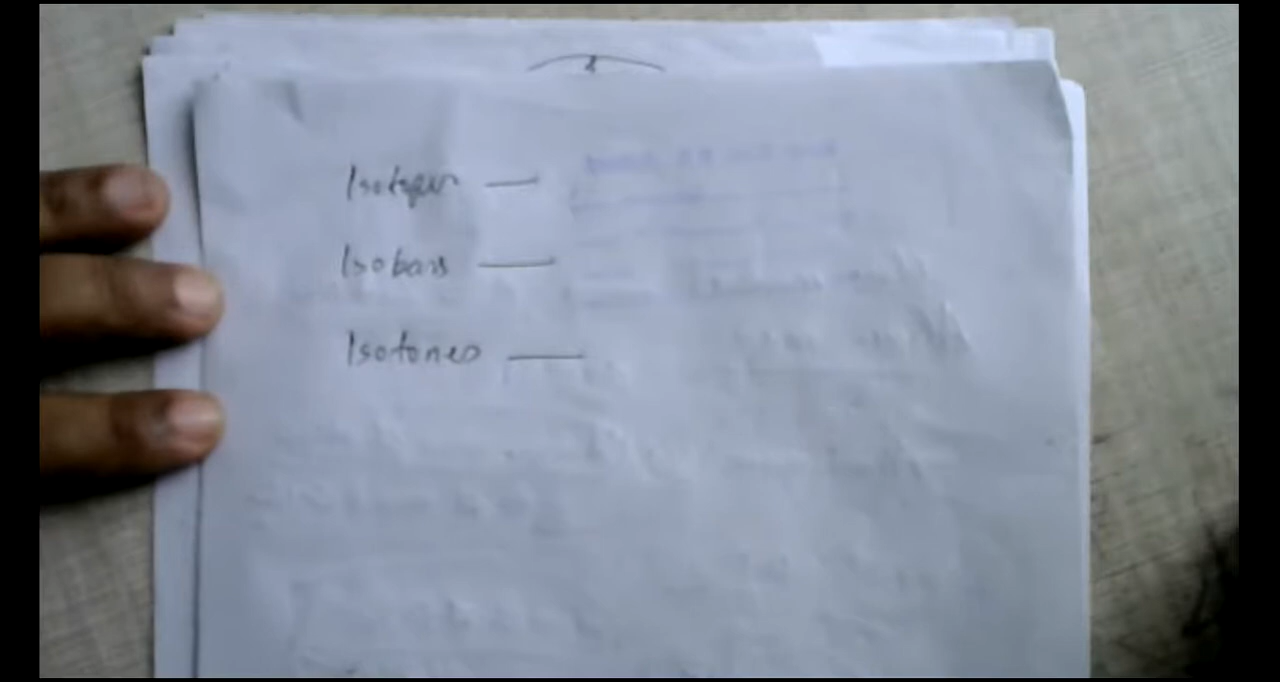 Isotopes —
Isobars —
Isotones —